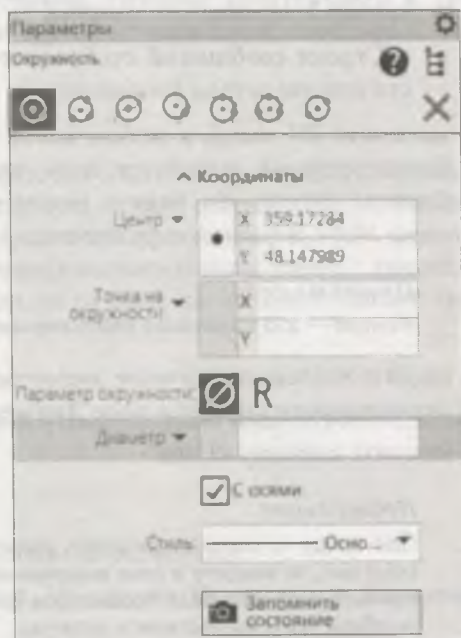 Параметры
Окружность
Координаты
Центр
X 359.17284
Y 48.147989
Точка на
окружности
X
Y
Параметр окружности: Ø R
Диаметр
С осями
Стиль: Осно...
Запомнить
состояние